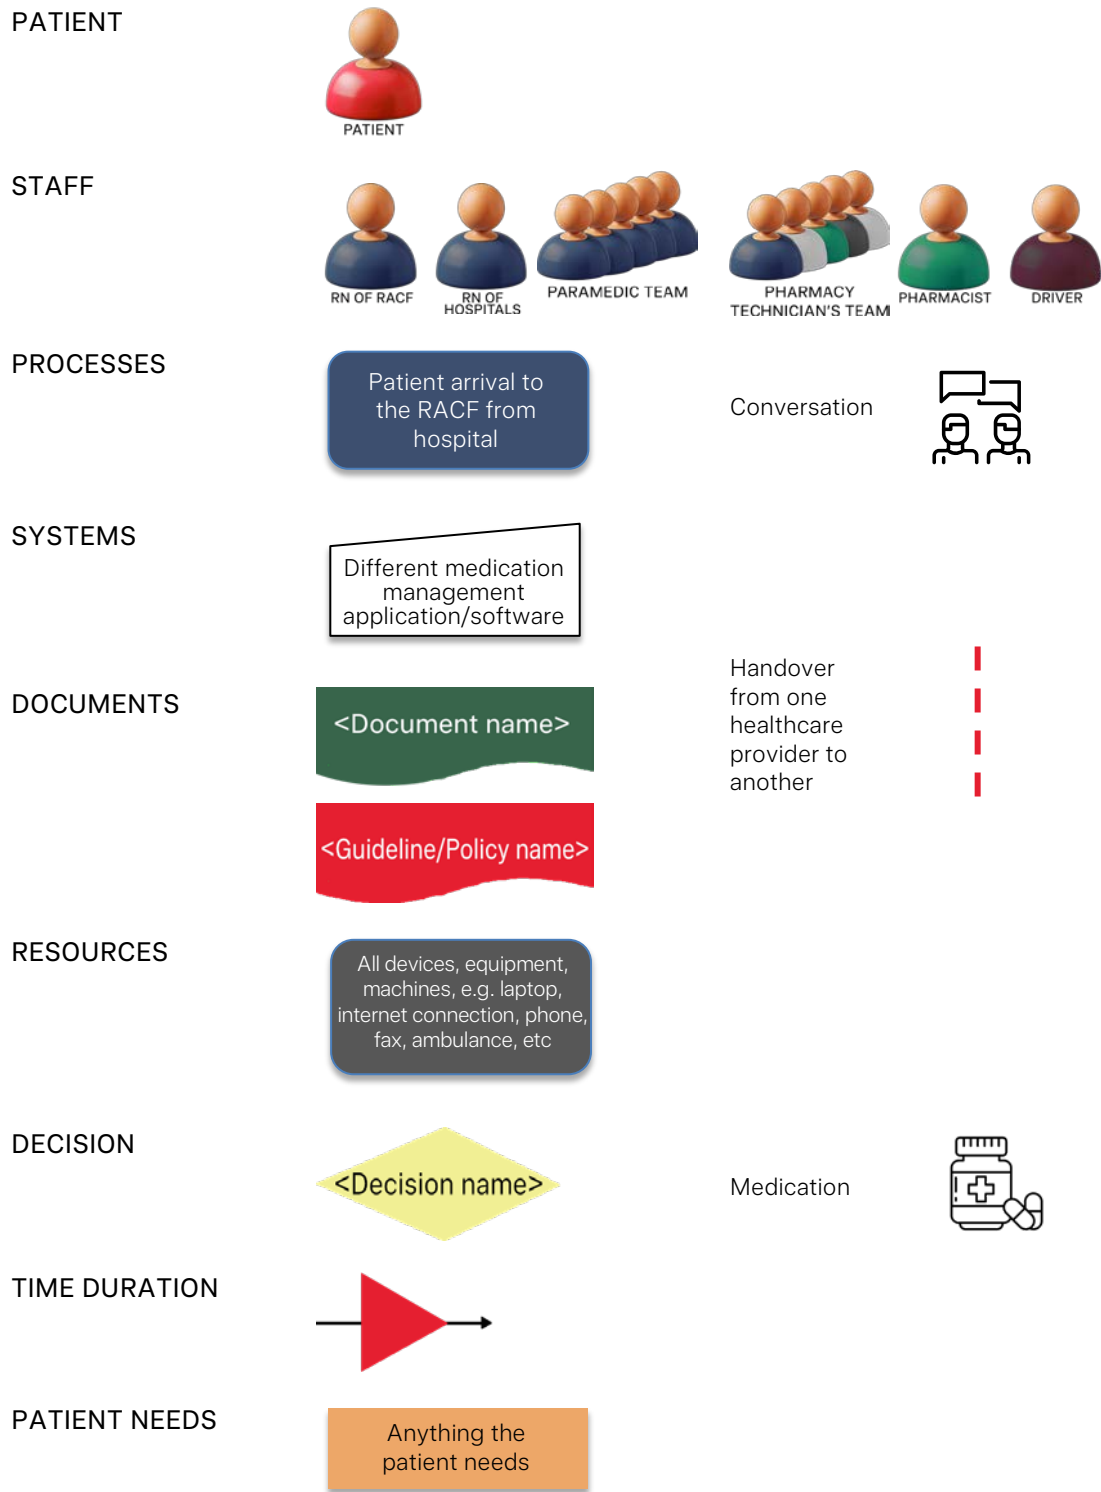 PATIENT
PATIENT
STAFF
RN OF RACF
RN OF
HOSPITALS
PARAMEDIC TEAM
PHARMACY
TECHNICIAN'S TEAM
PHARMACIST
DRIVER
PROCESSES
Patient arrival to
the RACF from
hospital
Conversation
SYSTEMS
Different medication
management
application/software
Handover
from one
healthcare
provider to
another
DOCUMENTS
<Document name>
<Guideline/Policy name>
RESOURCES
All devices, equipment,
machines, e.g. laptop,
internet connection, phone,
fax, ambulance, etc
DECISION
<Decision name>
Medication
TIME DURATION
PATIENT NEEDS
Anything the
patient needs